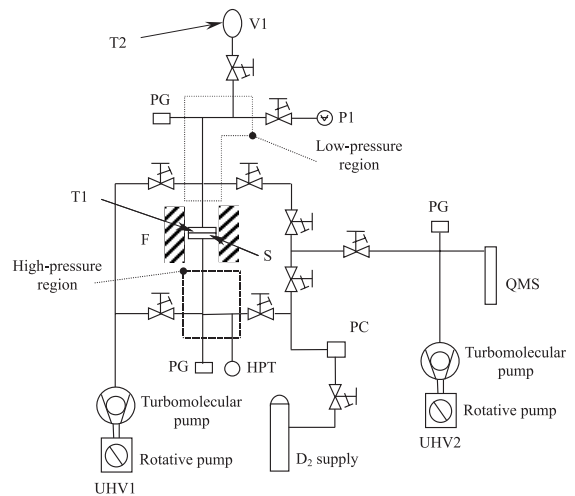 V1
T2
PG
P1
Low-pressure
region
T1
PG
F
S
High-pressure
region
QMS
PC
PG
HPT
Turbomolecular
pump
Turbomolecular
pump
Rotative pump
UHV2
Rotative pump
D₂ supply
UHV1